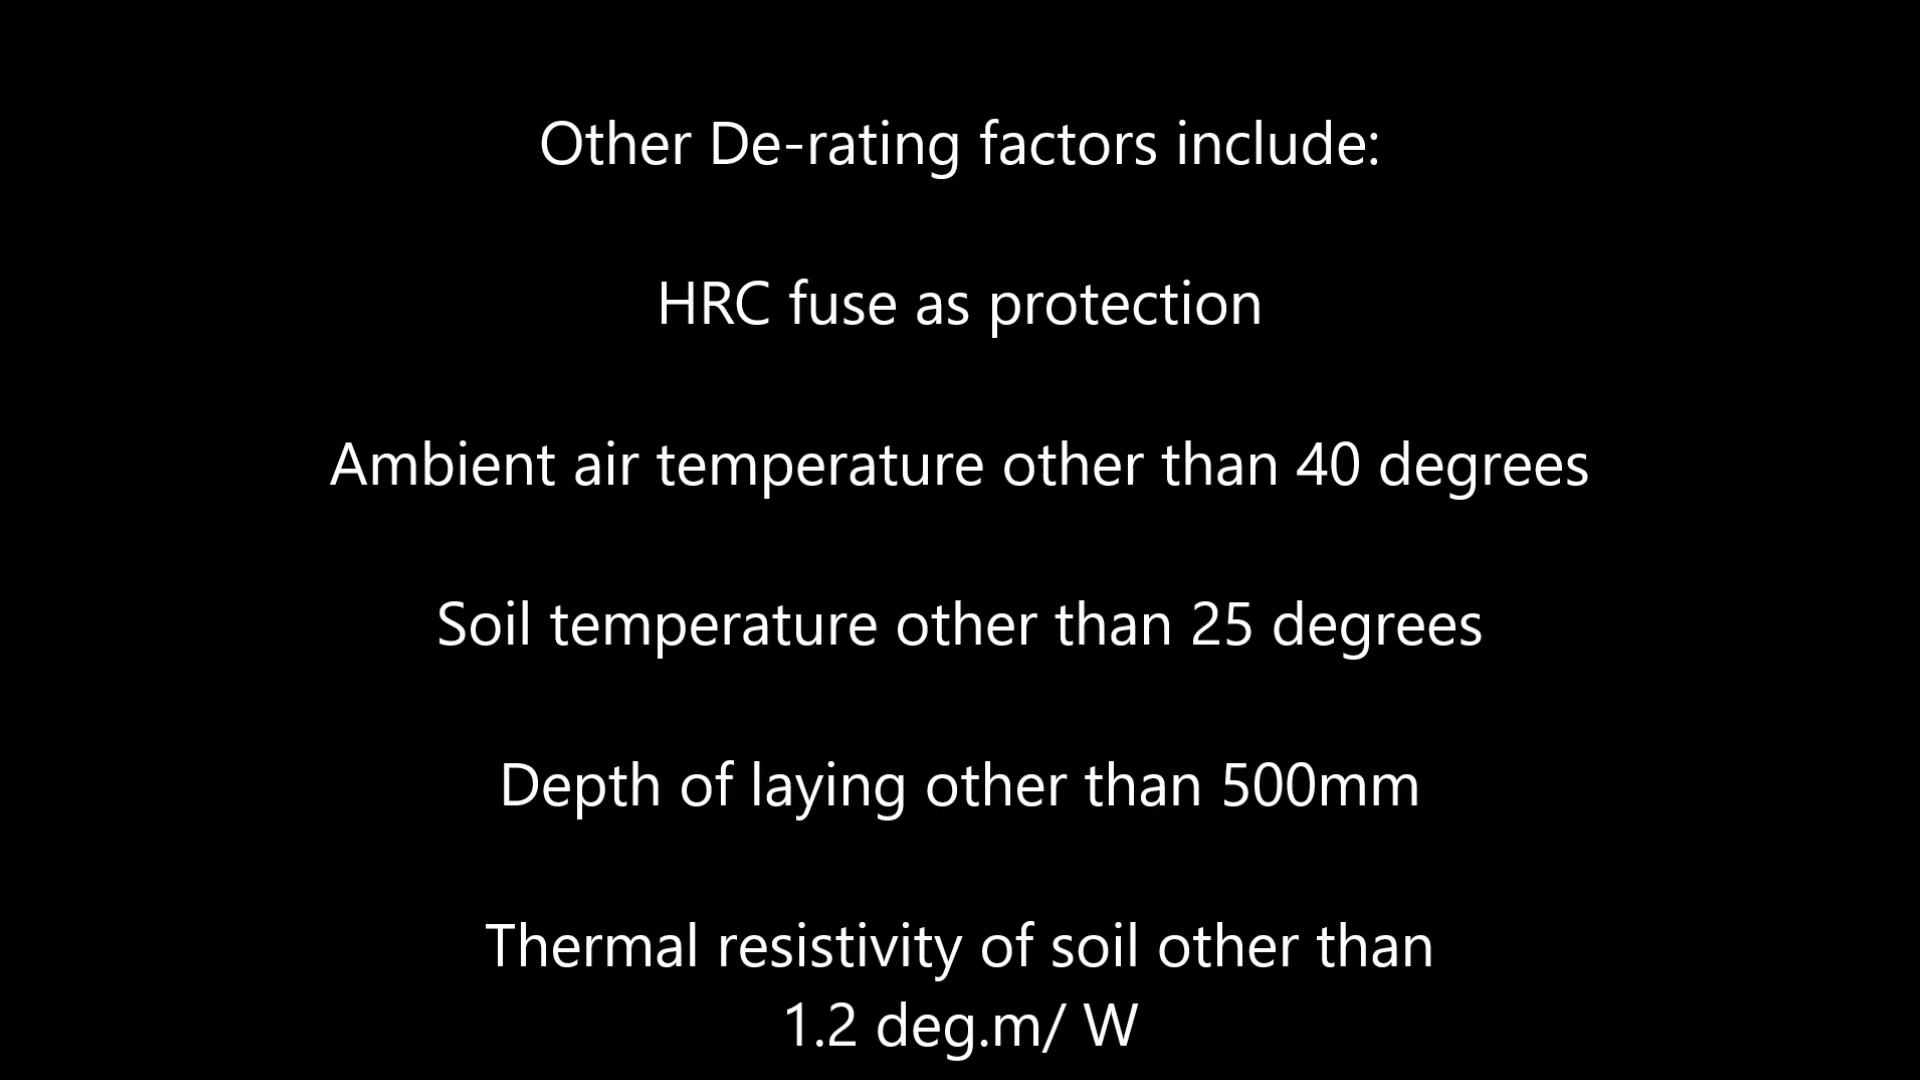 Other De-rating factors include:
HRC fuse as protection
Ambient air temperature other than 40 degrees
Soil temperature other than 25 degrees
Depth of laying other than 500mm
Thermal resistivity of soil other than
1.2 deg.m/ W